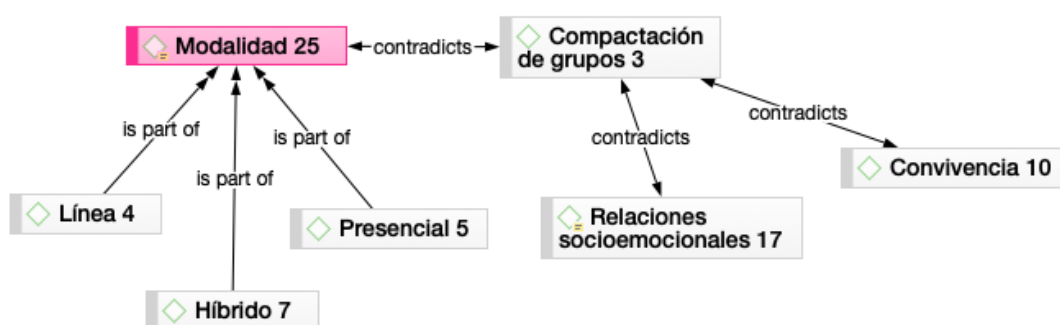 Modalidad 25
contradicts
Compactación
de grupos 3
is part of
is part of
is part of
contradicts
contradicts
Línea 4
Presencial 5
Híbrido 7
Relaciones
socioemocionales 17
Convivencia 10